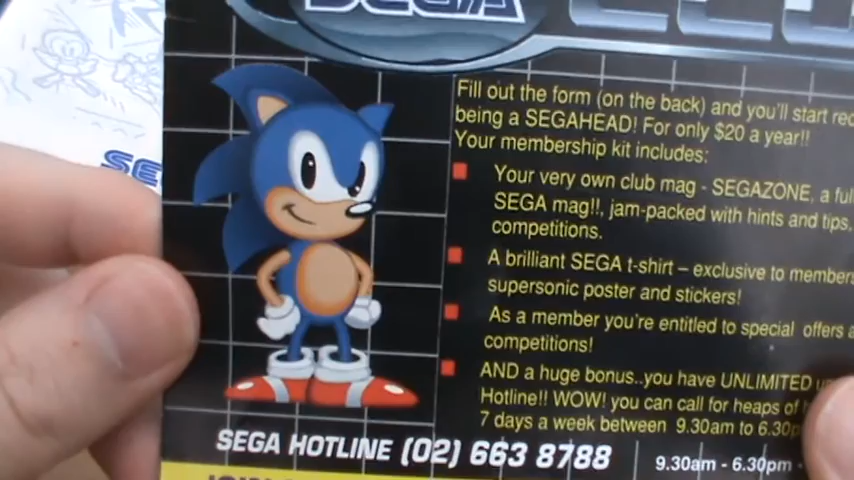 SEGA
SEGA
Fill out the form (on the back) and you'll start
being a SEGAHEAD! For only $20 a year!!
Your membership kit includes:
Your very own club mag - SEGAZONE, a
SEGA mag!!, jam-packed with hints and tips,
competitions.
A brilliant SEGA t-shirt – exclusive to
supersonic poster and stickers!
As a member you're entitled to special offers
competitions!
AND a huge bonus..you have UNLIMITED
Hotline!! WOW! you can call for heaps of
7 days a week between 9.30am to
SEGA HOTLINE (02) 663 8788 9.30am - 6.30pm -